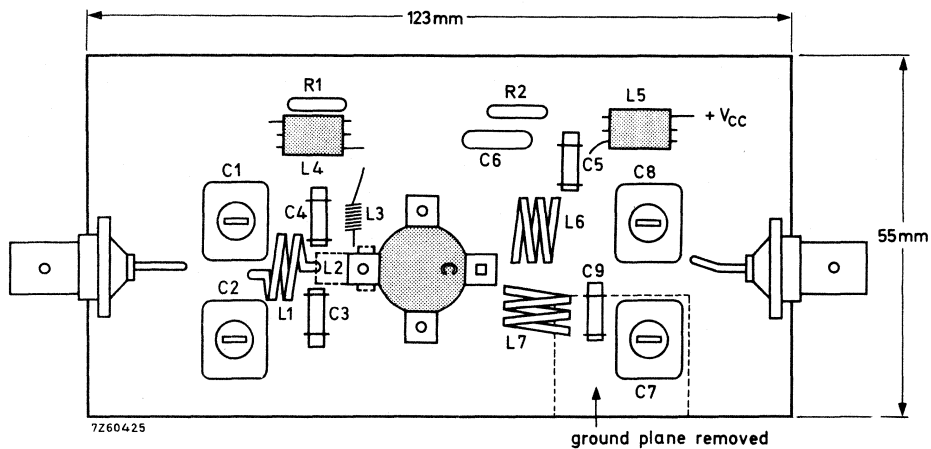 123mm
R1
R2
L5
+ VCC
C6
C5
L4
C1
C8
C4
L3
L6
55mm
L2
C
C9
C2
L1
C3
L7
C7
7Z60425
ground plane removed